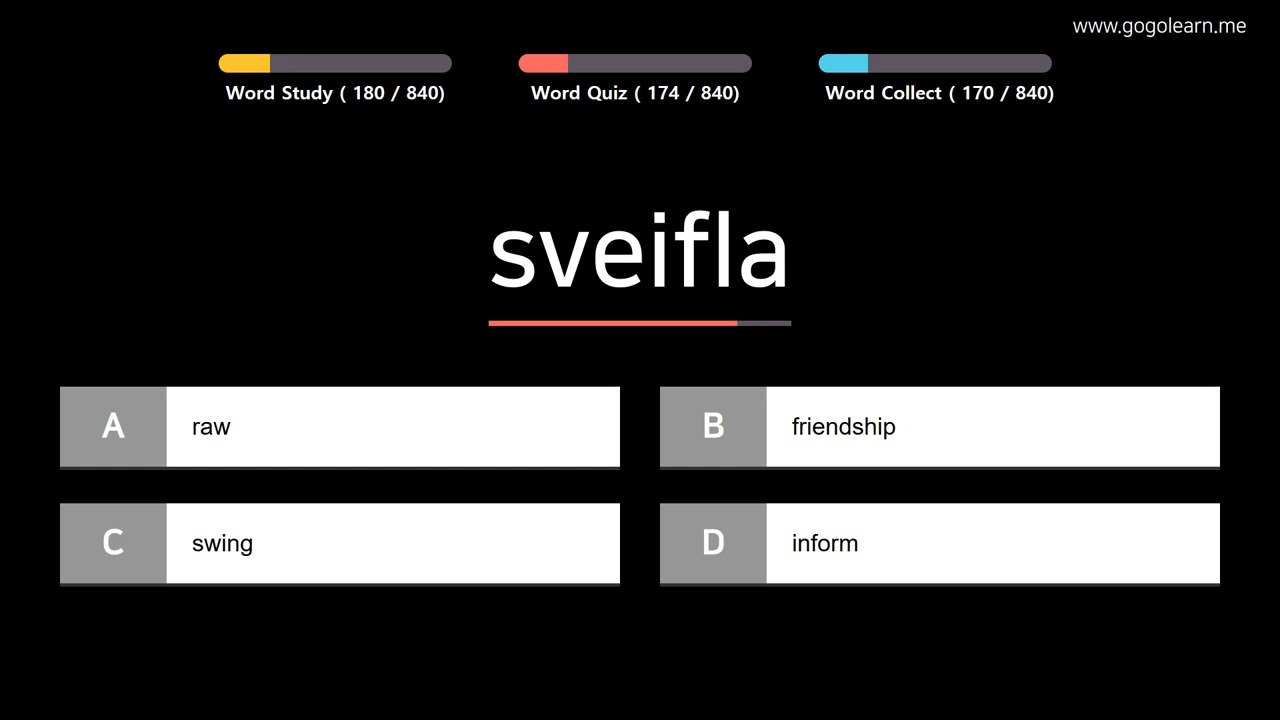 www.gogolearn.me
Word Study ( 180 / 840)
Word Quiz ( 174 / 840)
Word Collect ( 170 / 840)
sveifla
A raw
B friendship
C swing
D inform